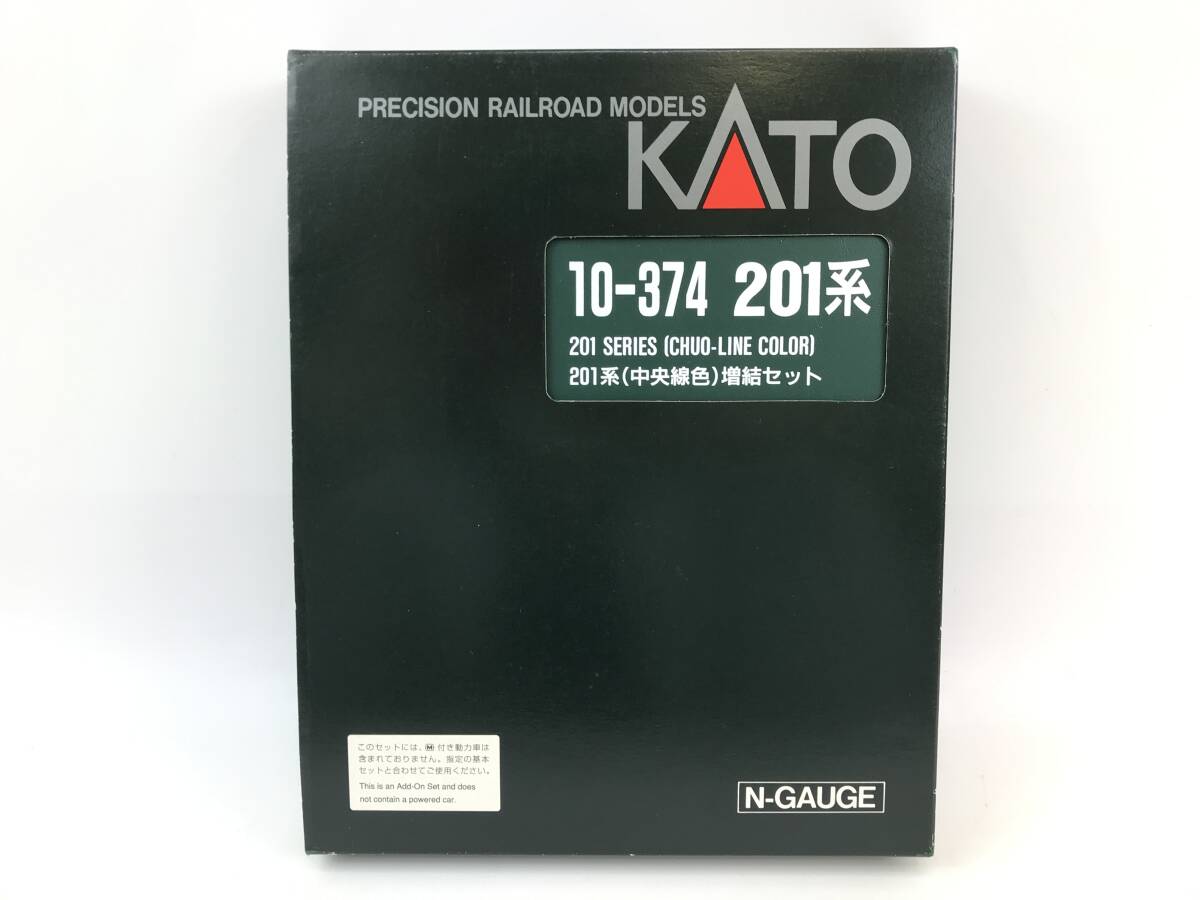 PRECISION RAILROAD MODELS
KATO
10-374 201系
201 SERIES (CHUO-LINE COLOR)
201系(中央線色)増結セット
このセットには、Ⓜ付き動力車は
含まれておりません。指定の基本
セットと合わせてご使用ください。
This is an Add-On Set and does
not contain a powered car.
N-GAUGE